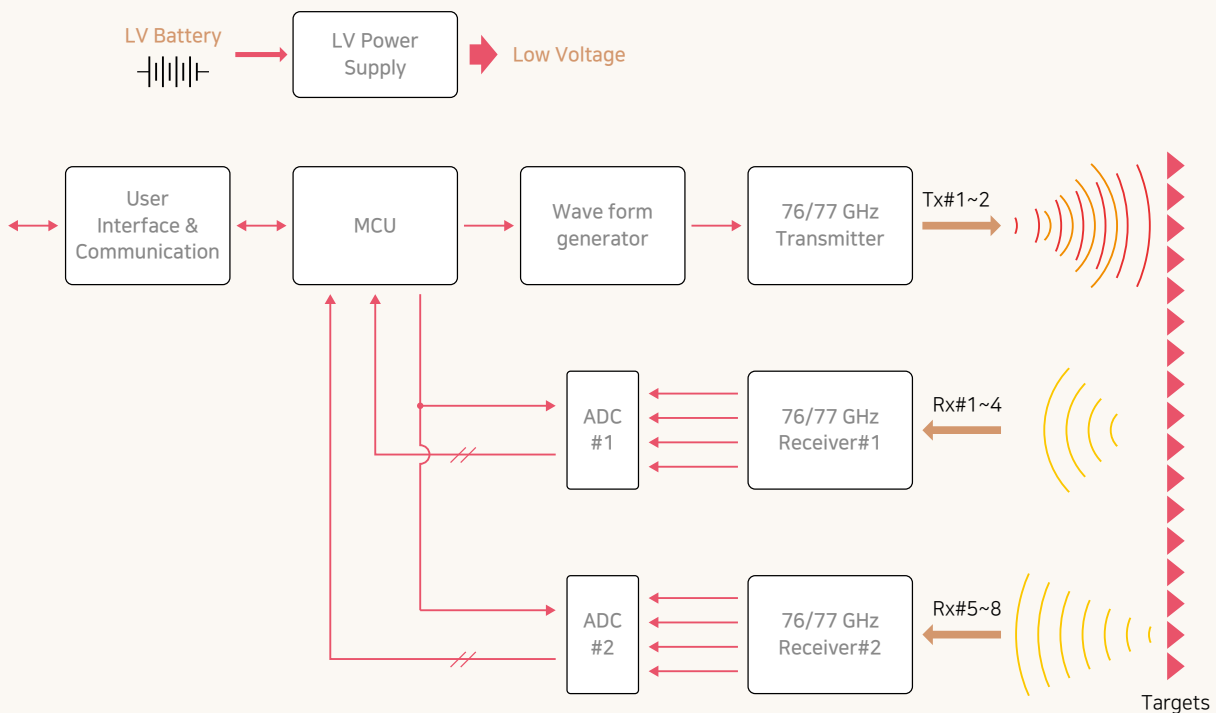 LV Battery
LV Power
Supply
Low Voltage
User
Interface &
Communication
MCU
Wave form
generator
76/77 GHz
Transmitter
Tx#1~2
ADC
#1
76/77 GHz
Receiver#1
Rx#1~4
ADC
#2
76/77 GHz
Receiver#2
Rx#5~8
Targets